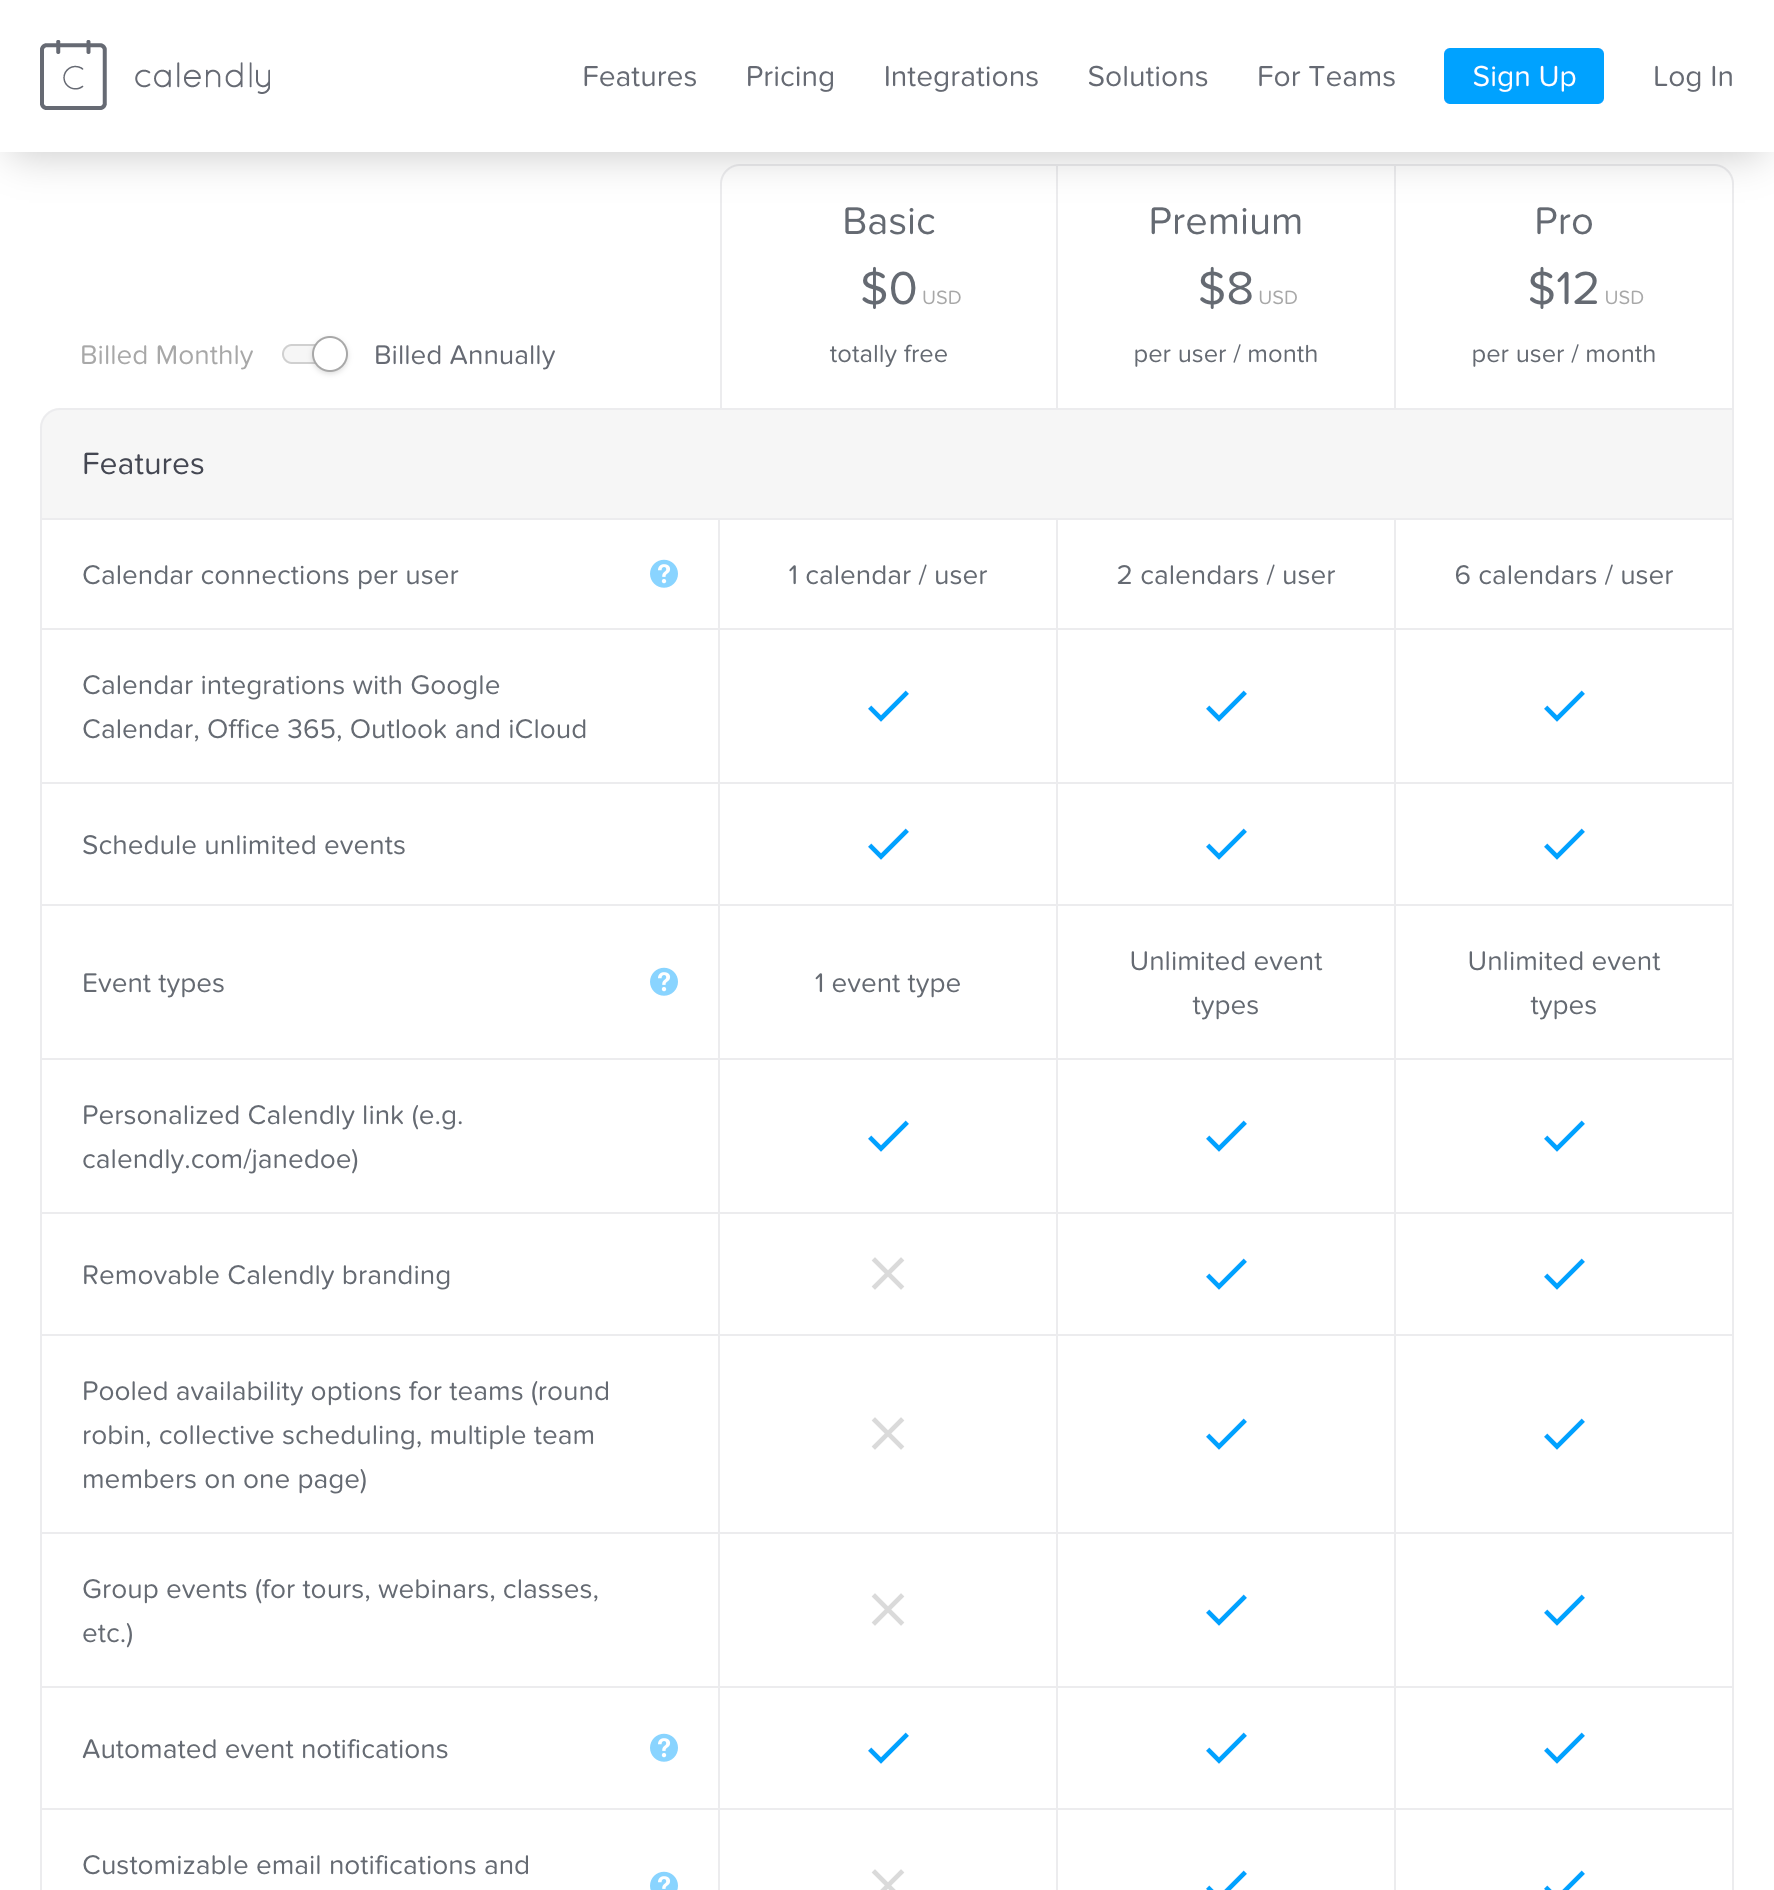 C calendly Features Pricing Integrations Solutions For Teams Sign Up Log In
Basic Premium Pro
$0 USD $8 USD $12 USD
Billed Monthly Billed Annually totally free per user / month per user / month
Features
Calendar connections per user ? 1 calendar / user 2 calendars / user 6 calendars / user
Calendar integrations with Google
Calendar, Office 365, Outlook and iCloud
Schedule unlimited events
Event types ? 1 event type
Unlimited event
types
Unlimited event
types
Personalized Calendly link (e.g.
calendly.com/janedoe)
Removable Calendly branding
Pooled availability options for teams (round
robin, collective scheduling, multiple team
members on one page)
Group events (for tours, webinars, classes,
etc.)
Automated event notifications ?
Customizable email notifications and ?